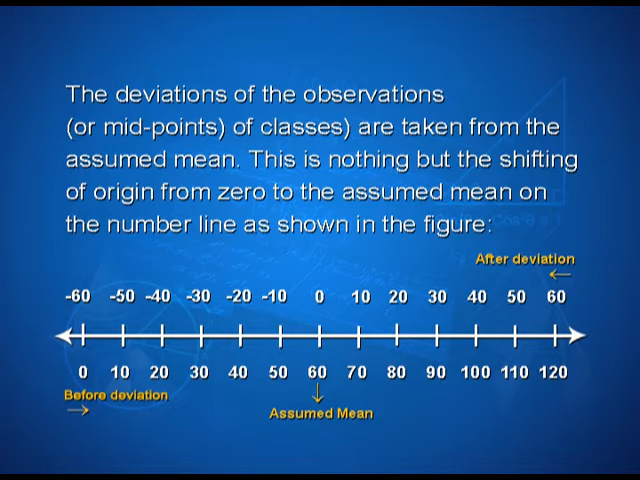 The deviations of the observations
(or mid-points) of classes) are taken from the
assumed mean. This is nothing but the shifting
of origin from zero to the assumed mean on
the number line as shown in the figure:
After deviation
←
-60 -50 -40 -30 -20 -10 0 10 20 30 40 50 60
0 10 20 30 40 50 60 70 80 90 100 110 120
Before deviation
→
↓
Assumed Mean